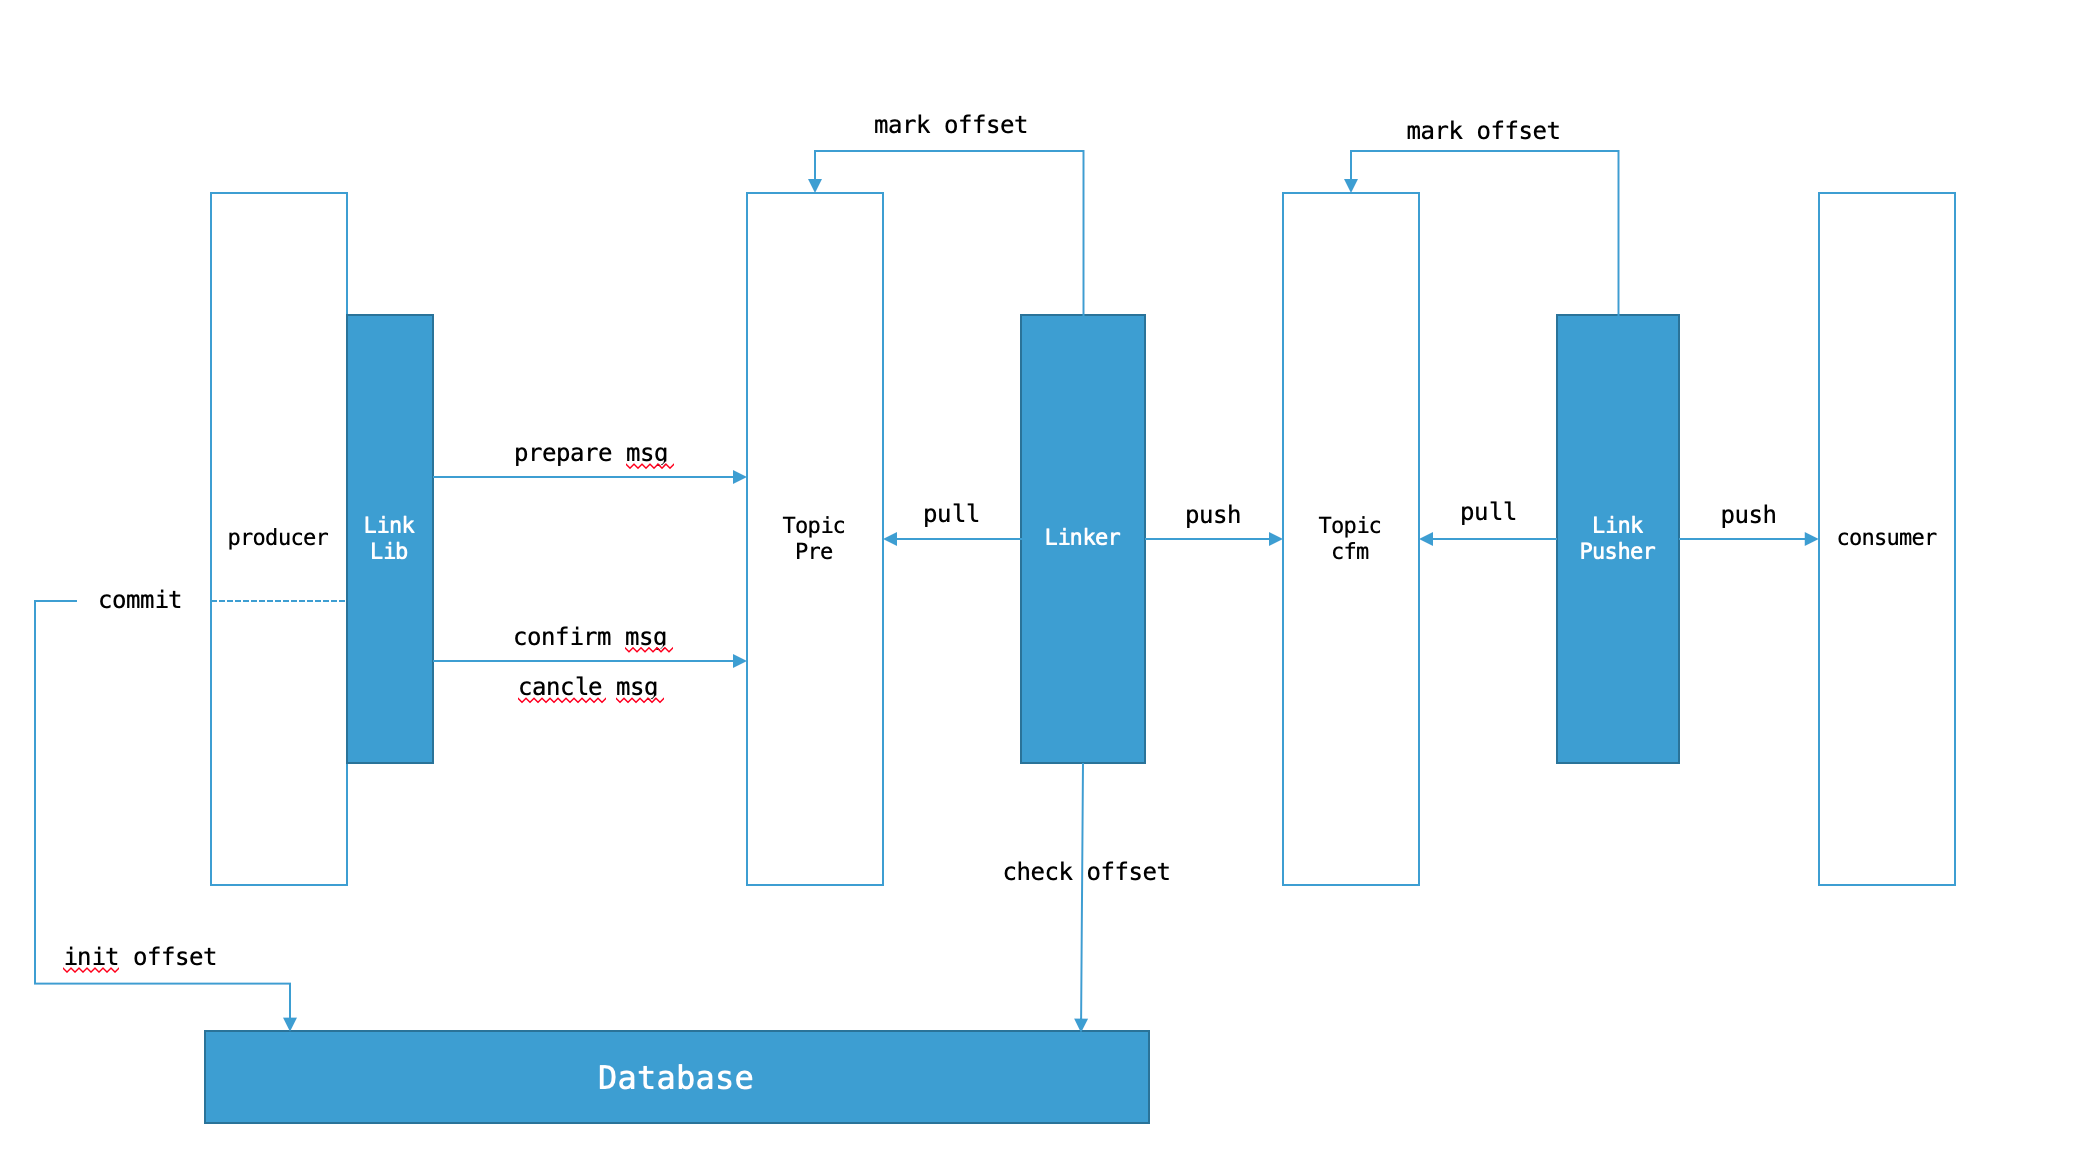 mark offset
mark offset
prepare msg
producer
Link
Lib
Topic
Pre
pull
Linker
push
Topic
cfm
pull
Link
Pusher
push
consumer
commit
confirm msg
cancle msg
check offset
init offset
Database